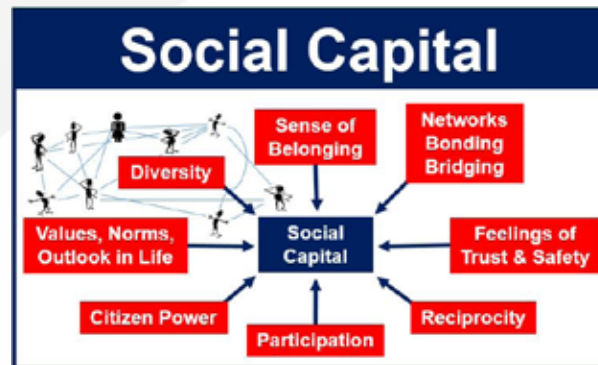 Social Capital
Sense of
Belonging
Networks
Bonding
Bridging
Diversity
Values, Norms,
Outlook in Life
Social
Capital
Feelings of
Trust & Safety
Citizen Power
Participation
Reciprocity